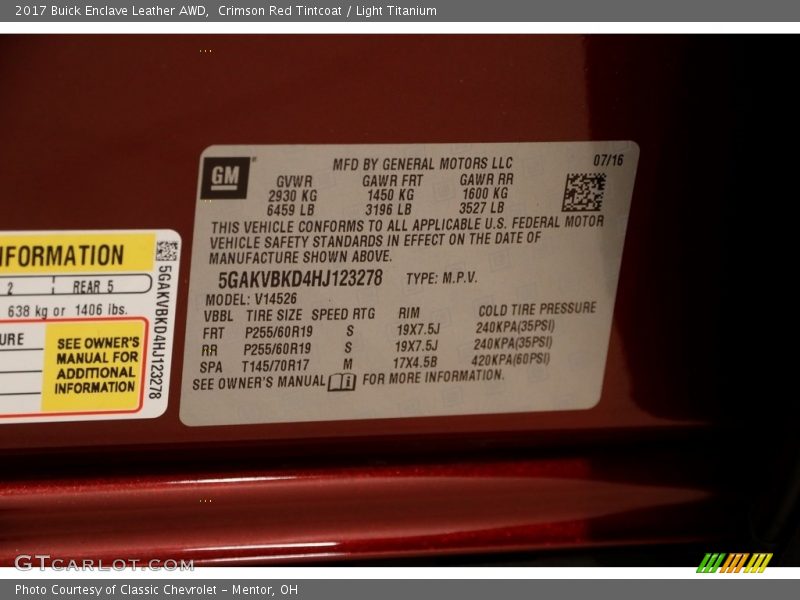 2017 Buick Enclave Leather AWD,  Crimson Red Tintcoat / Light Titanium
GM
MFD BY GENERAL MOTORS LLC
07/16
GVWR GAWR FRT GAWR RR
2930 KG 1450 KG 1600 KG
6459 LB 3196 LB 3527 LB
THIS VEHICLE CONFORMS TO ALL APPLICABLE U.S. FEDERAL MOTOR
VEHICLE SAFETY STANDARDS IN EFFECT ON THE DATE OF
MANUFACTURE SHOWN ABOVE.
5GAKVBKD4HJ123278 TYPE: M.P.V.
MODEL: V14526
VBBL TIRE SIZE SPEED RTG RIM COLD TIRE PRESSURE
FRT P255/60R19 S 19X7.5J 240KPA(35PSI)
RR P255/60R19 S 19X7.5J 240KPA(35PSI)
SPA T145/70R17 M 17X4.5B 420KPA(60PSI)
SEE OWNER'S MANUAL FOR MORE INFORMATION.
NFORMATION
2 REAR 5
638 kg or 1406 lbs.
URE
SEE OWNER'S
MANUAL FOR
ADDITIONAL
INFORMATION
5GAKVBKD4HJ123278
GTCARLOT.COM
Photo Courtesy of Classic Chevrolet - Mentor, OH